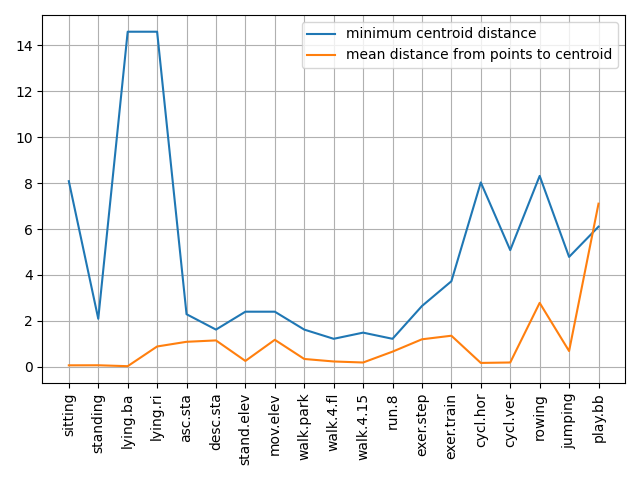 minimum centroid distance
mean distance from points to centroid
14
12
10
8
6
4
2
0
sitting
standing
lying.ba
lying.ri
asc.sta
desc.sta
stand.elev
mov.elev
walk.park
walk.4.fl
walk.4.15
run.8
exer.step
exer.train
cycl.hor
cycl.ver
rowing
jumping
play.bb